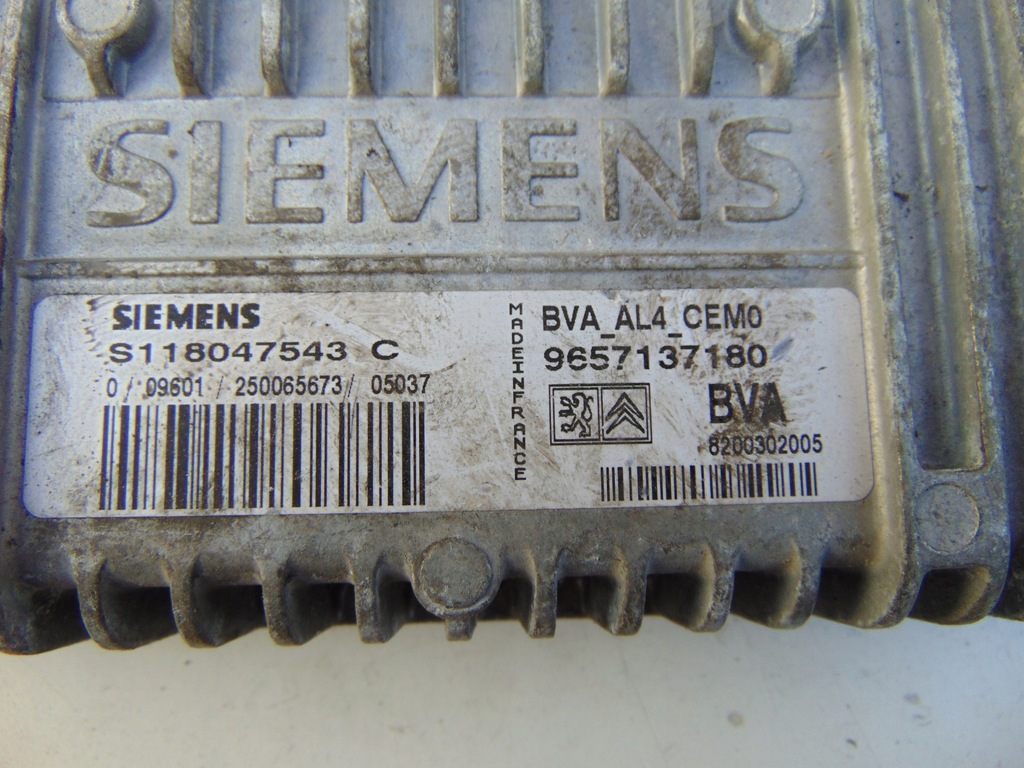 SIEMENS
SIEMENS
S118047543 C
0 / 09601 / 250065673 / 05037
MADEINFRANCE
BVA_AL4_CEM0
9657137180
BVA
8200302005